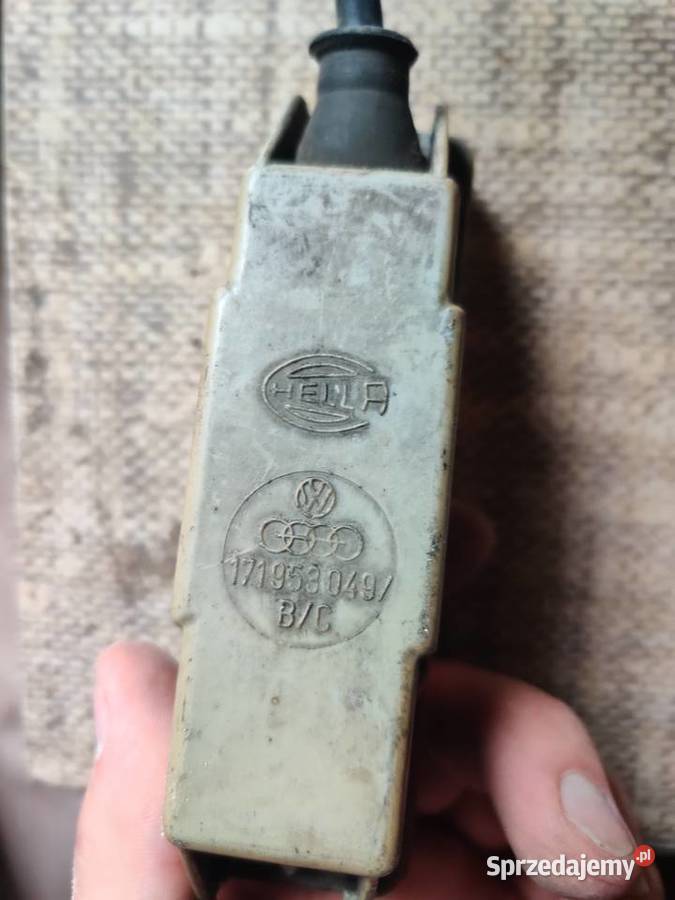 HELLA
171953049/
B/C
Sprzedajemy.pl